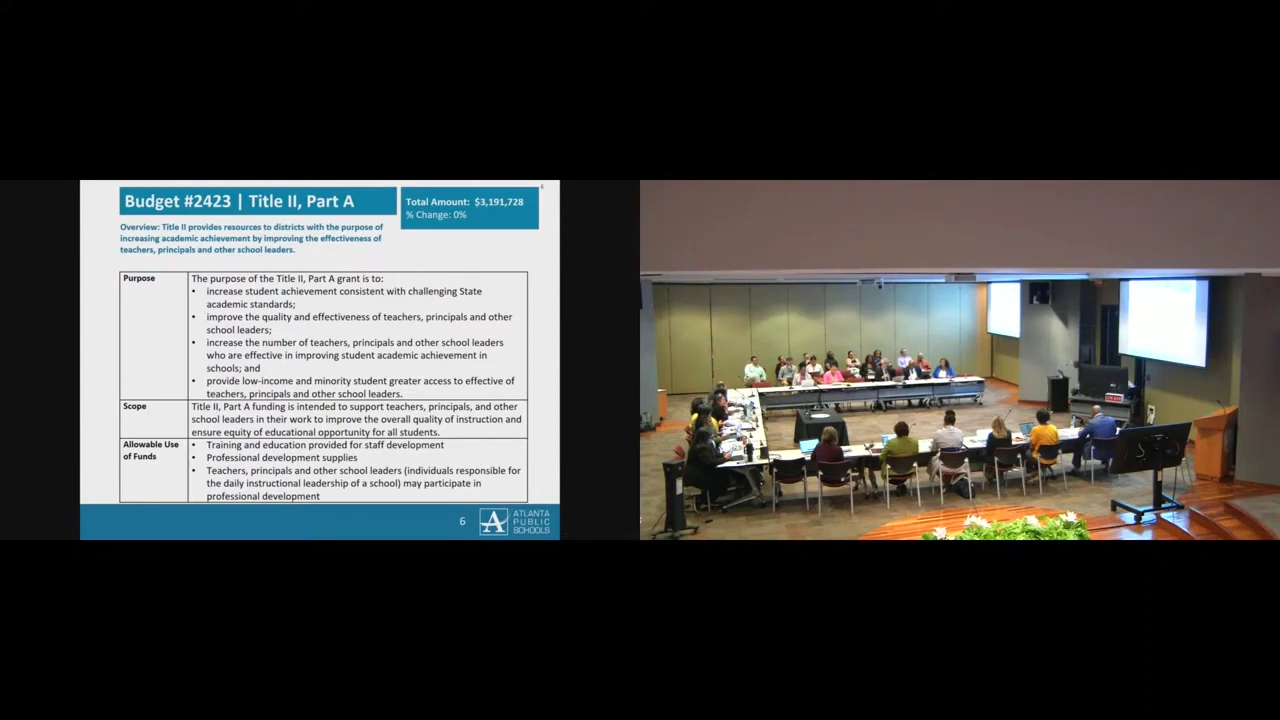 6
Budget #2423 | Title II, Part A
Total Amount: $3,191,728
% Change: 0%
Overview: Title II provides resources to districts with the purpose of
increasing academic achievement by improving the effectiveness of
teachers, principals and other school leaders.
Purpose
The purpose of the Title II, Part A grant is to:
• increase student achievement consistent with challenging State
academic standards;
• improve the quality and effectiveness of teachers, principals and other
school leaders;
• increase the number of teachers, principals and other school leaders
who are effective in improving student academic achievement in
schools; and
• provide low-income and minority student greater access to effective of
teachers, principals and other school leaders.
Scope
Title II, Part A funding is intended to support teachers, principals, and other
school leaders in their work to improve the overall quality of instruction and
ensure equity of educational opportunity for all students.
Allowable Use
of Funds
• Training and education provided for staff development
• Professional development supplies
• Teachers, principals and other school leaders (individuals responsible for
the daily instructional leadership of a school) may participate in
professional development
6
A
ATLANTA
PUBLIC
SCHOOLS